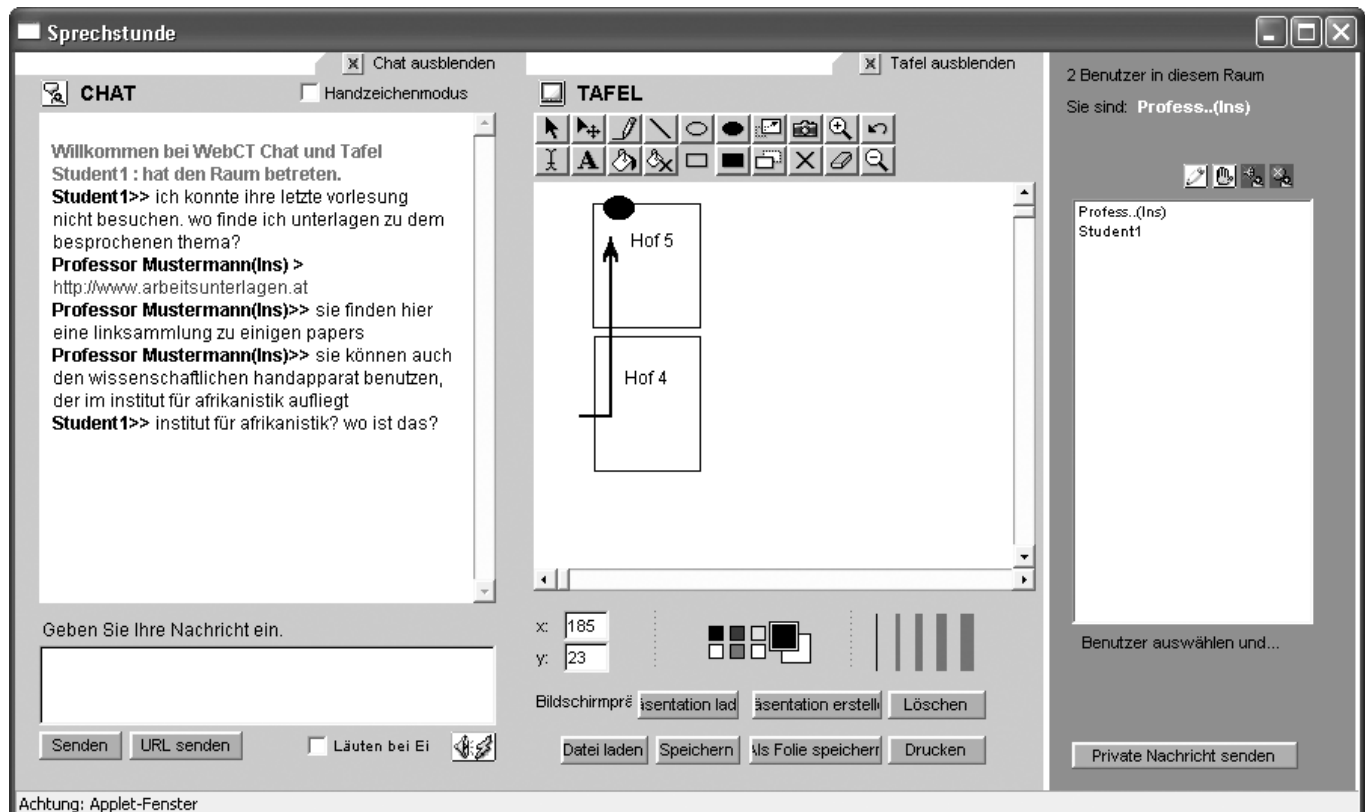 Sprechstunde
Chat ausblenden
CHAT
Handzeichenmodus
Willkommen bei WebCT Chat und Tafel
Student1 : hat den Raum betreten.
Student1>> ich konnte ihre letzte vorlesung
nicht besuchen. wo finde ich unterlagen zu dem
besprochenen thema?
Professor Mustermann(Ins) >
http://www.arbeitsunterlagen.at
Professor Mustermann(Ins)>> sie finden hier
eine linksammlung zu einigen papers
Professor Mustermann(Ins)>> sie können auch
den wissenschaftlichen handapparat benutzen,
der im institut für afrikanistik aufliegt
Student1>> institut für afrikanistik? wo ist das?
Geben Sie Ihre Nachricht ein.
Senden
URL senden
Läuten bei Ei
Tafel ausblenden
TAFEL
A
Hof 5
Hof 4
x: 185
y: 23
Bildschirmprä
äsentation lad
äsentation erstelle
Löschen
Datei laden
Speichern
Als Folie speichern
Drucken
2 Benutzer in diesem Raum
Sie sind: Profess..(Ins)
Profess..(Ins)
Student1
Benutzer auswählen und...
Private Nachricht senden
Achtung: Applet-Fenster